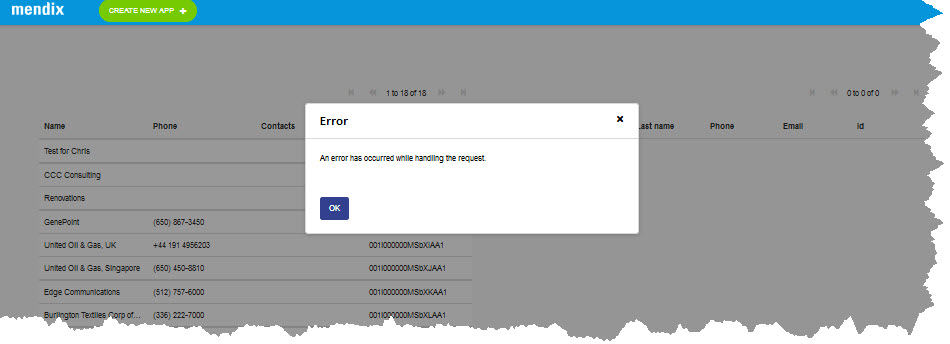 mendix
CREATE NEW APP +
1 to 18 of 18
0 to 0 of 0
Name Phone Contacts
Last name Phone Email Id
Error ×
An error has occurred while handling the request.
OK
Test for Chris
CCC Consulting
Renovations
GenePoint (650) 867-3450
United Oil & Gas, UK +44 191 4956203 001I000000MSbXIAA1
United Oil & Gas, Singapore (650) 450-8810 001I000000MSbXJAA1
Edge Communications (512) 757-6000 001I000000MSbXKAA1
Burlington Textiles Corp of... (336) 222-7000 001I000000MSbXLAA1